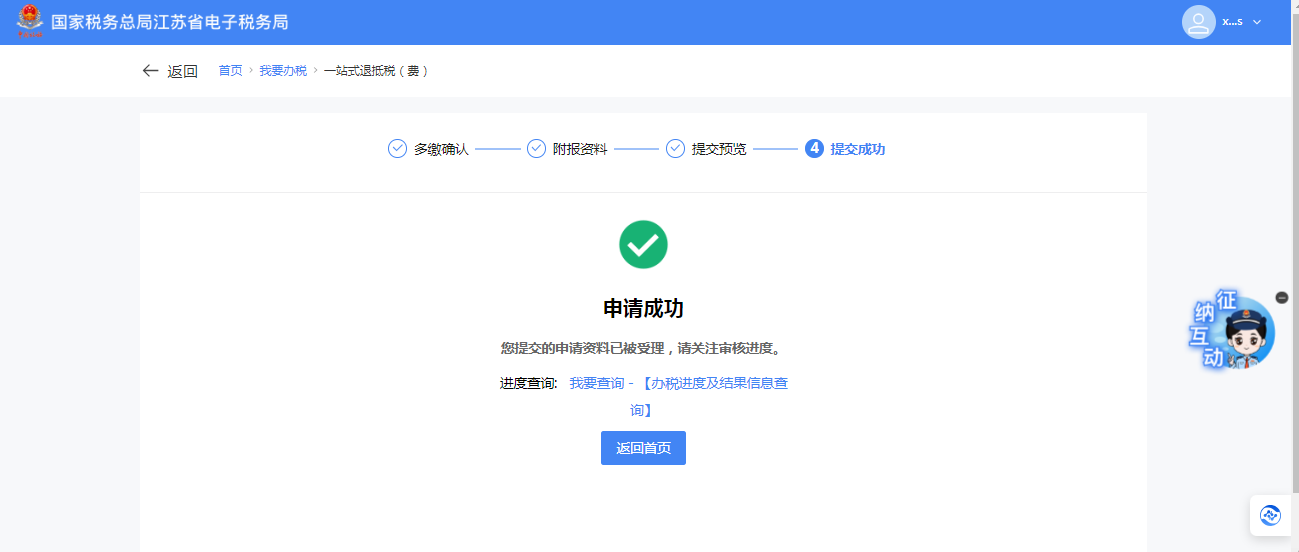 国家税务总局江苏省电子税务局
x...s
返回 首页 > 我要办税 > 一站式退抵税（费）
多缴确认 附报资料 提交预览 4 提交成功
申请成功
您提交的申请资料已被受理，请关注审核进度。
进度查询: 我要查询 - 【办税进度及结果信息查
询】
返回首页
征纳互动